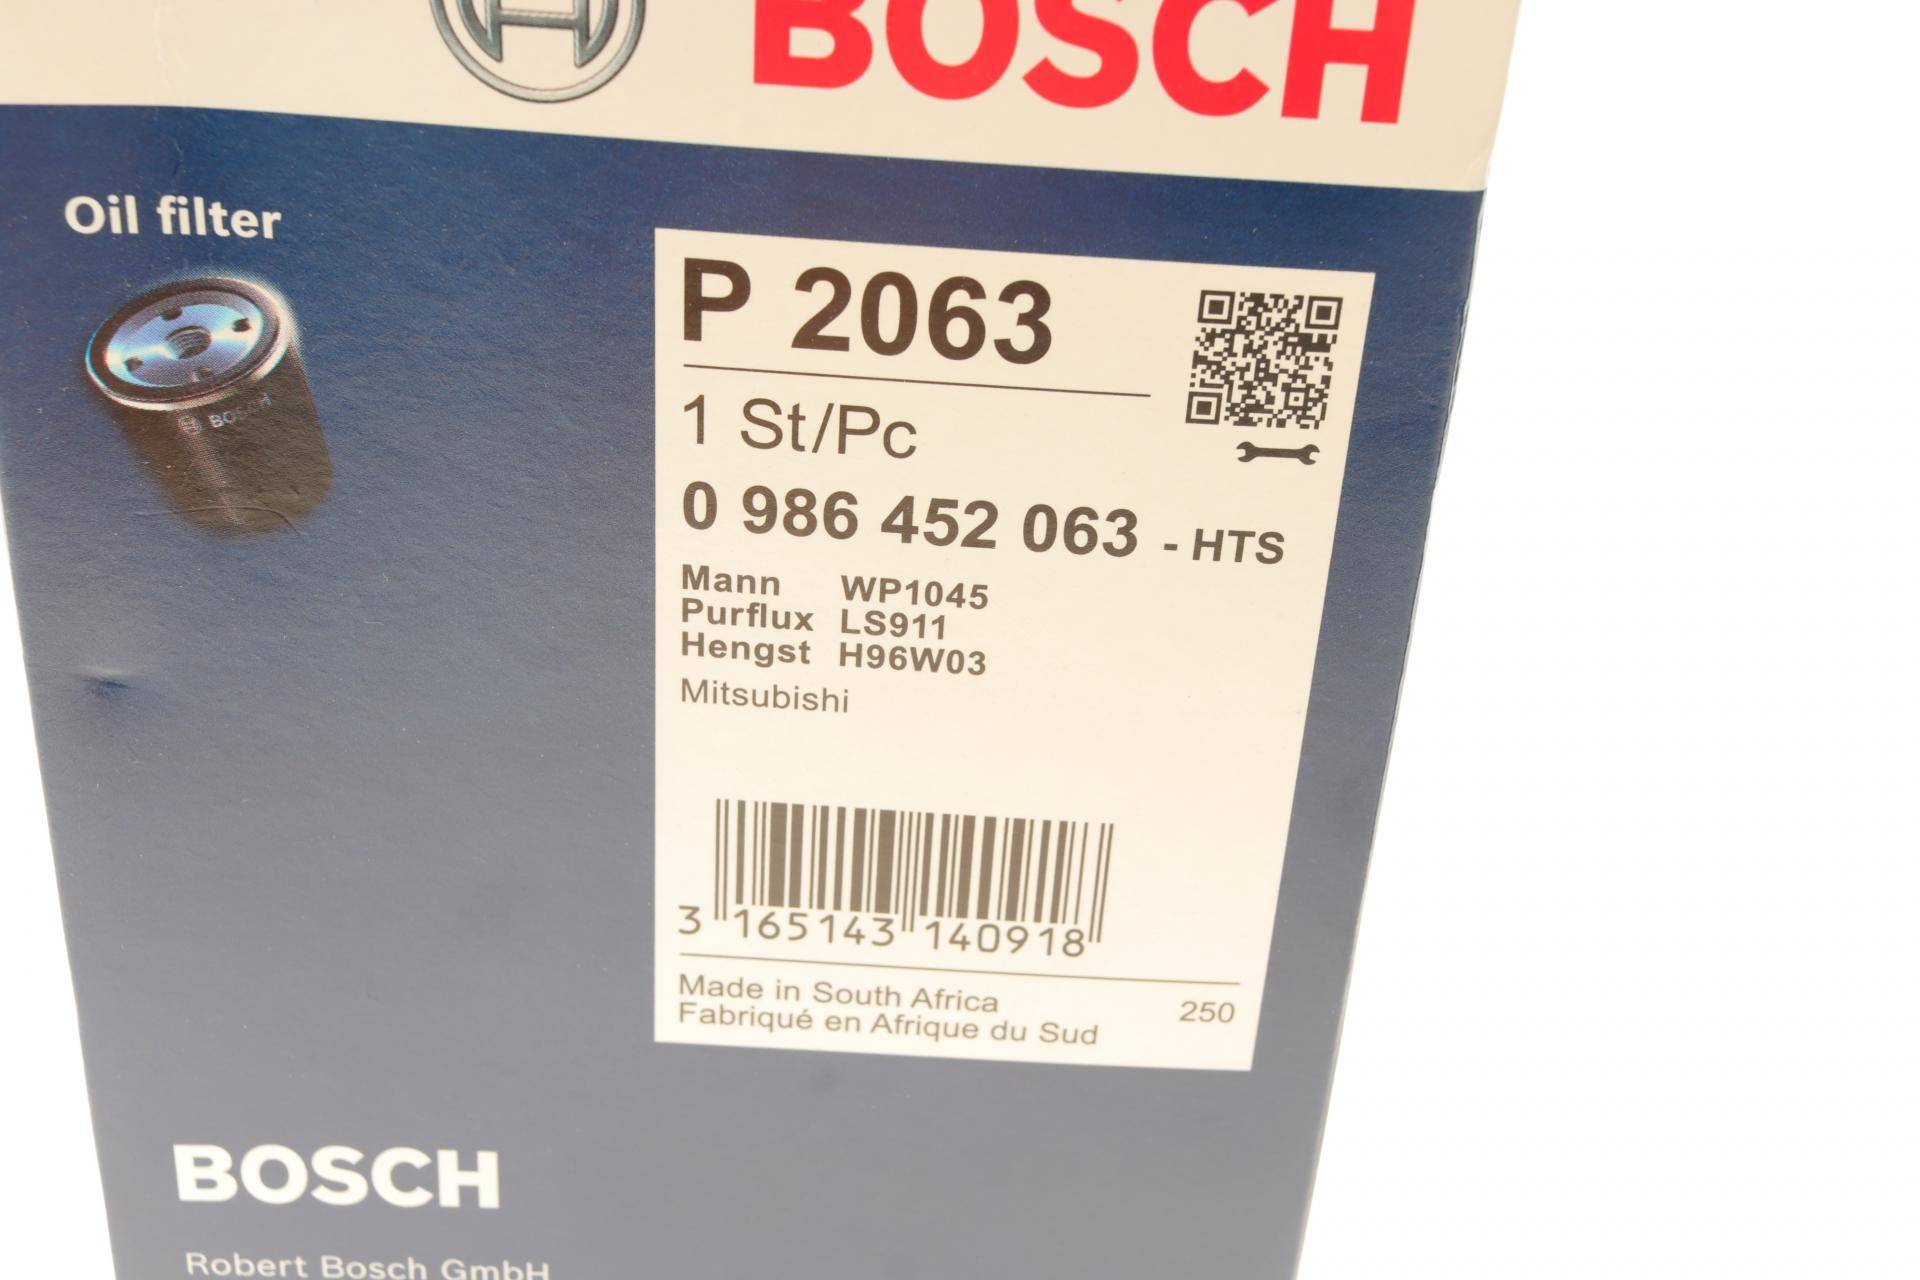 BOSCH
Oil filter
BOSCH
P 2063
1 St/Pc
0 986 452 063 - HTS
Mann WP1045
Purflux LS911
Hengst H96W03
Mitsubishi
3 165143 140918
Made in South Africa
Fabriqué en Afrique du Sud 250
BOSCH
Robert Bosch GmbH